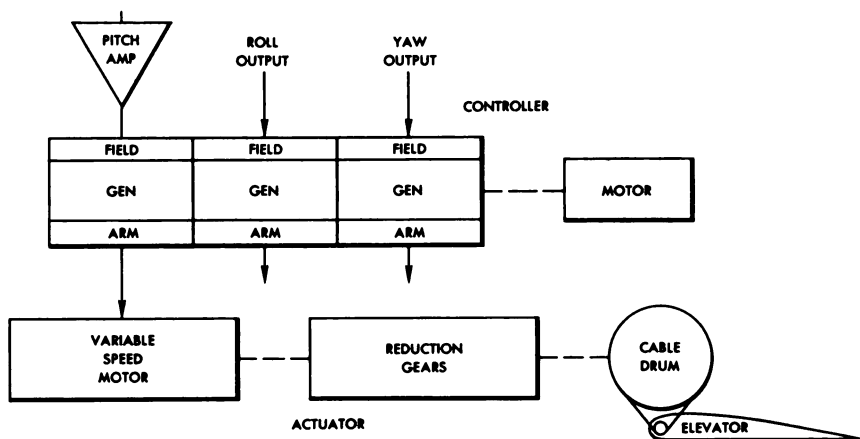 PITCH
AMP
ROLL
OUTPUT
YAW
OUTPUT
CONTROLLER
FIELD
FIELD
FIELD
GEN
GEN
GEN
MOTOR
ARM
ARM
ARM
VARIABLE
SPEED
MOTOR
REDUCTION
GEARS
CABLE
DRUM
ACTUATOR
ELEVATOR